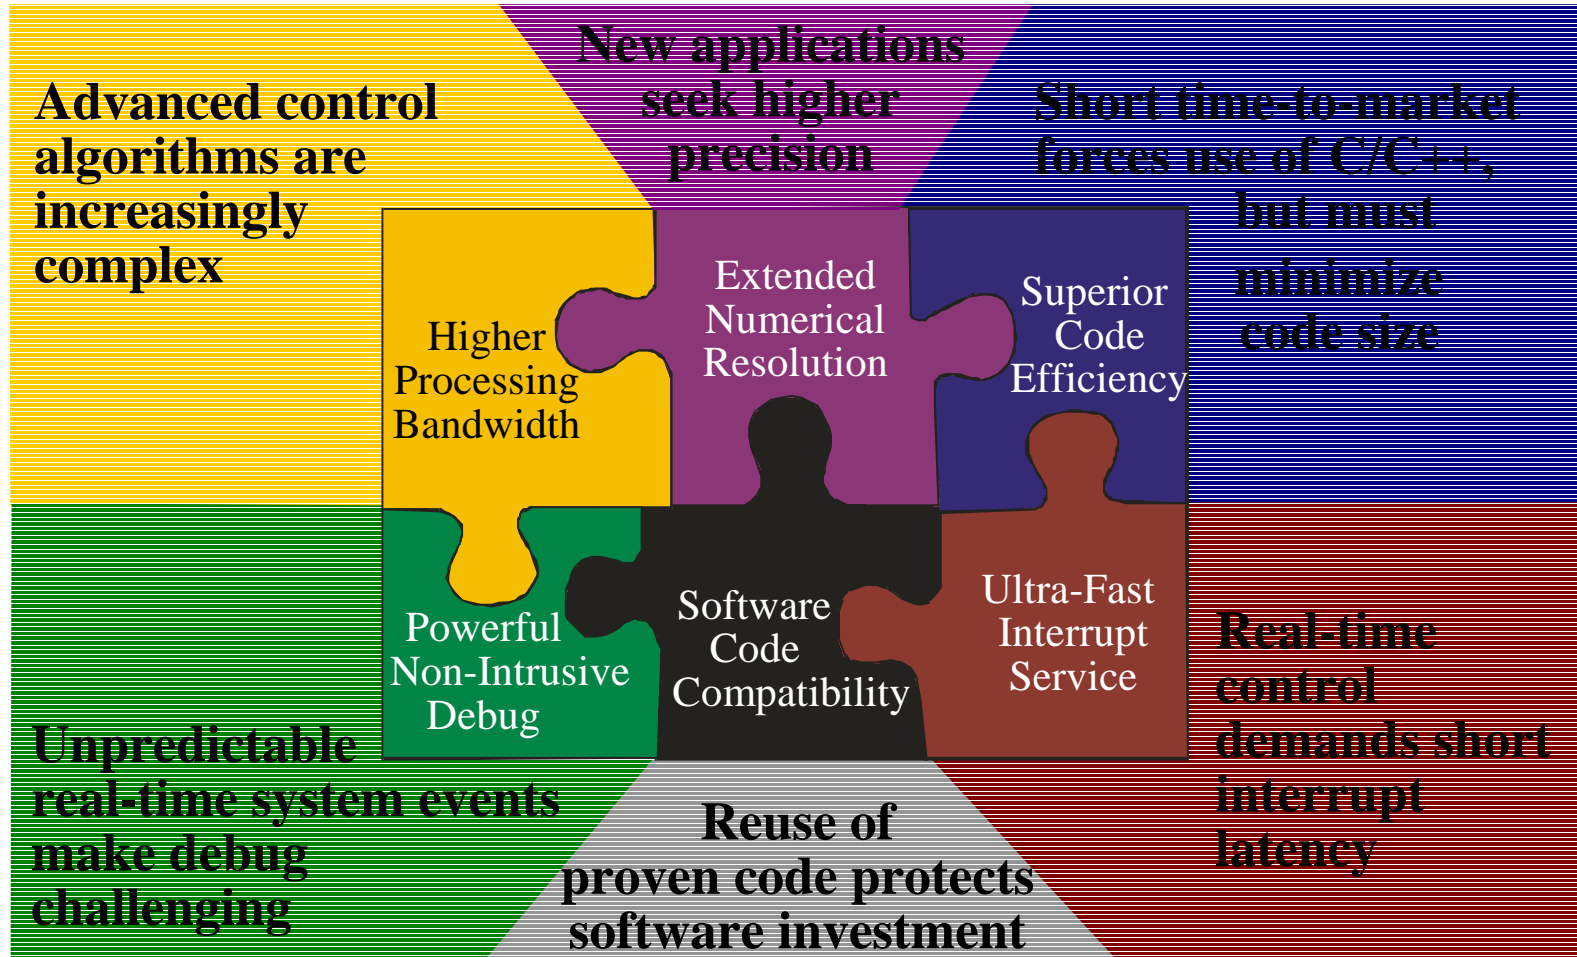 New applications
seek higher
precision
Advanced control
algorithms are
increasingly
complex
Short time-to-market
forces use of C/C++,
but must
minimize
code size
Higher
Processing
Bandwidth
Extended
Numerical
Resolution
Superior
Code
Efficiency
Powerful
Non-Intrusive
Debug
Software
Code
Compatibility
Ultra-Fast
Interrupt
Service
Unpredictable
real-time system events
make debug
challenging
Reuse of
proven code protects
software investment
Real-time
control
demands short
interrupt
latency